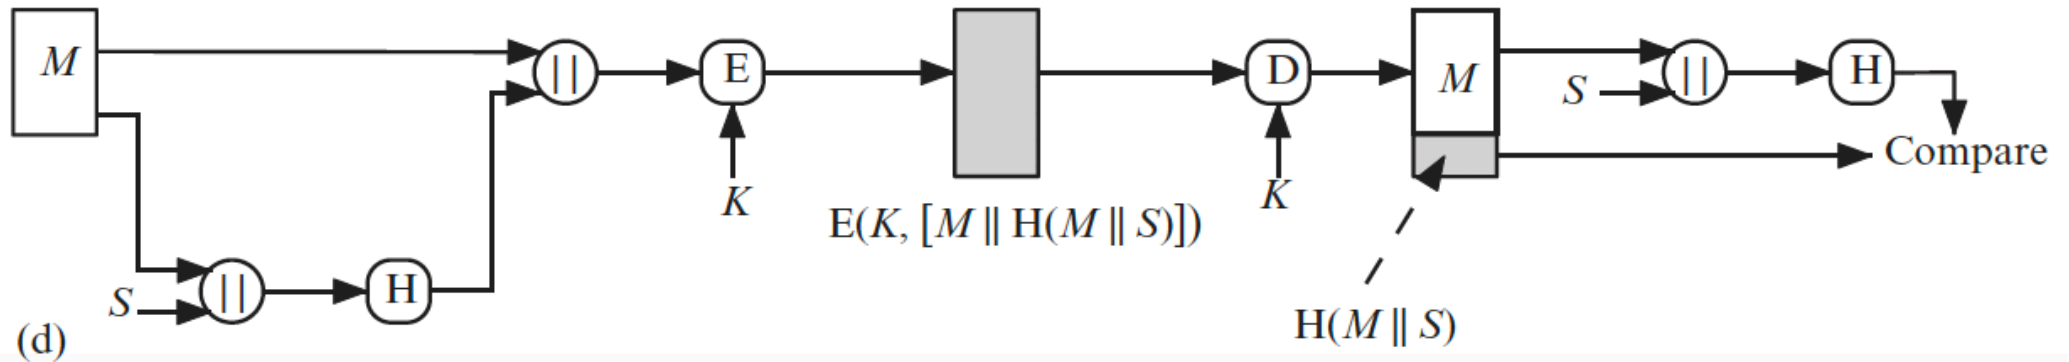 M
||
E
K
E(K, [M || H(M || S)])
D
K
M
S
||
H
Compare
S
||
H
H(M || S)
(d)